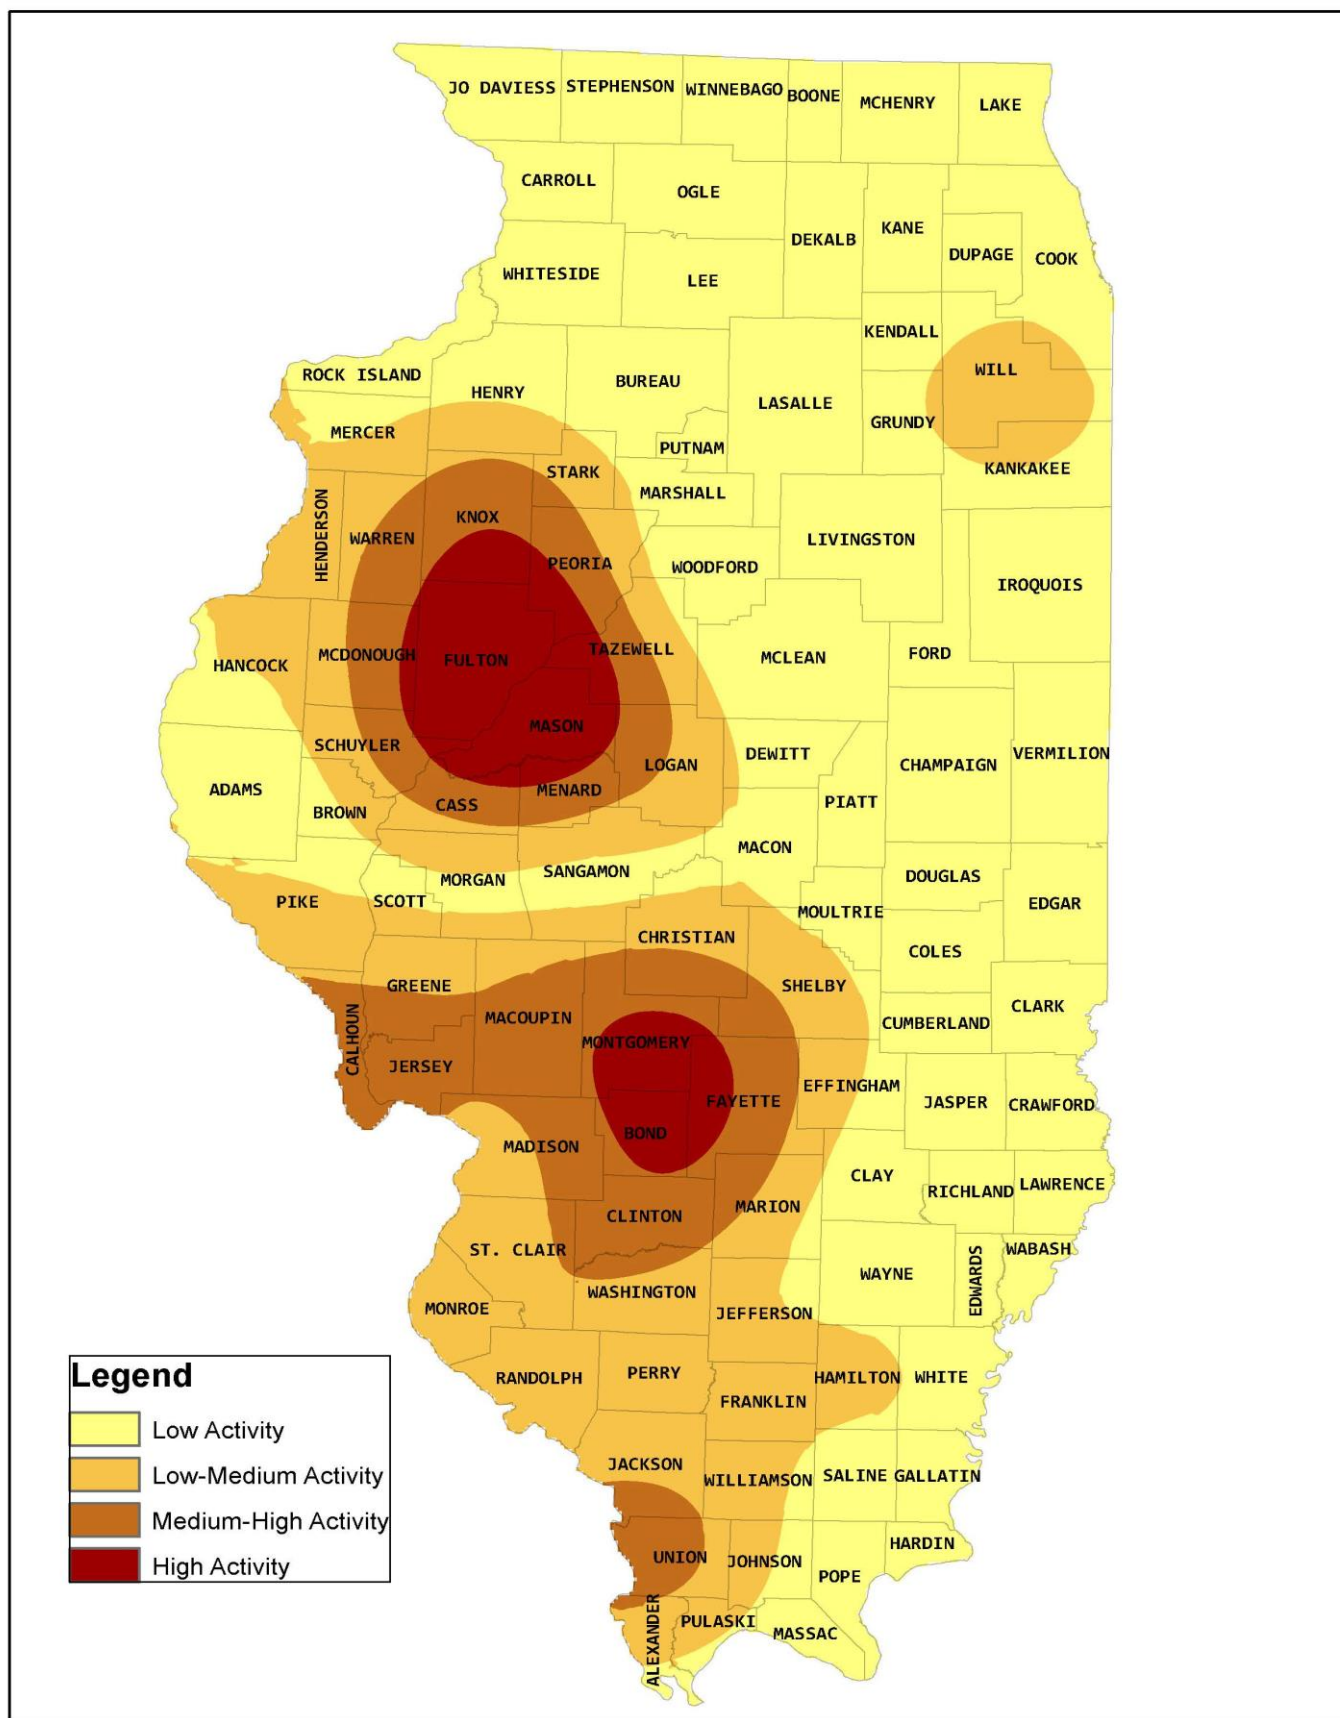 JO DAVIESS
STEPHENSON
WINNEBAGO
BOONE
MCHENRY
LAKE
CARROLL
OGLE
DEKALB
KANE
DUPAGE
COOK
WHITESIDE
LEE
KENDALL
ROCK ISLAND
HENRY
BUREAU
LASALLE
WILL
GRUNDY
MERCER
PUTNAM
KANKAKEE
STARK
MARSHALL
HENDERSON
WARREN
KNOX
PEORIA
WOODFORD
LIVINGSTON
IROQUOIS
HANCOCK
MCDONOUGH
FULTON
TAZEWELL
MCLEAN
FORD
MASON
SCHUYLER
LOGAN
DEWITT
CHAMPAIGN
VERMILION
ADAMS
BROWN
CASS
MENARD
PIATT
MACON
MORGAN
SANGAMON
DOUGLAS
EDGAR
PIKE
SCOTT
MOULTRIE
CHRISTIAN
COLES
GREENE
SHELBY
CLARK
CALHOUN
MACOUPIN
CUMBERLAND
MONTGOMERY
JERSEY
EFFINGHAM
FAYETTE
JASPER
CRAWFORD
BOND
MADISON
CLAY
RICHLAND
LAWRENCE
MARION
CLINTON
ST. CLAIR
WABASH
WAYNE
EDWARDS
WASHINGTON
MONROE
JEFFERSON
RANDOLPH
PERRY
HAMILTON
WHITE
FRANKLIN
JACKSON
WILLIAMSON
SALINE
GALLATIN
HARDIN
UNION
JOHNSON
POPE
ALEXANDER
PULASKI
MASSAC
Legend
Low Activity
Low-Medium Activity
Medium-High Activity
High Activity